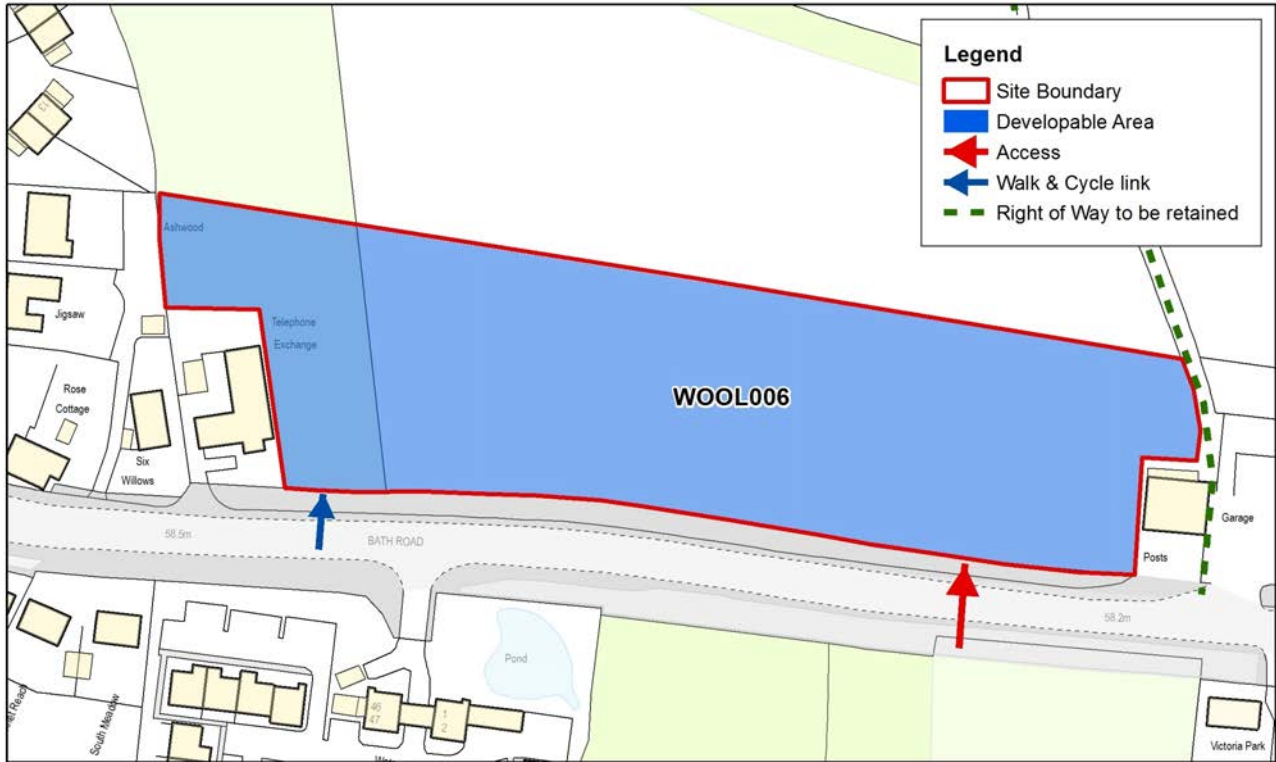 Legend
Site Boundary
Developable Area
Access
Walk & Cycle link
Right of Way to be retained
Ashwood
Jigsaw
Telephone
Exchange
Rose
Cottage
WOOL006
Six
Willows
Garage
58.5m
BATH ROAD
Posts
58.2m
Pond
South Meadow
46
47
1
2
Victoria Park